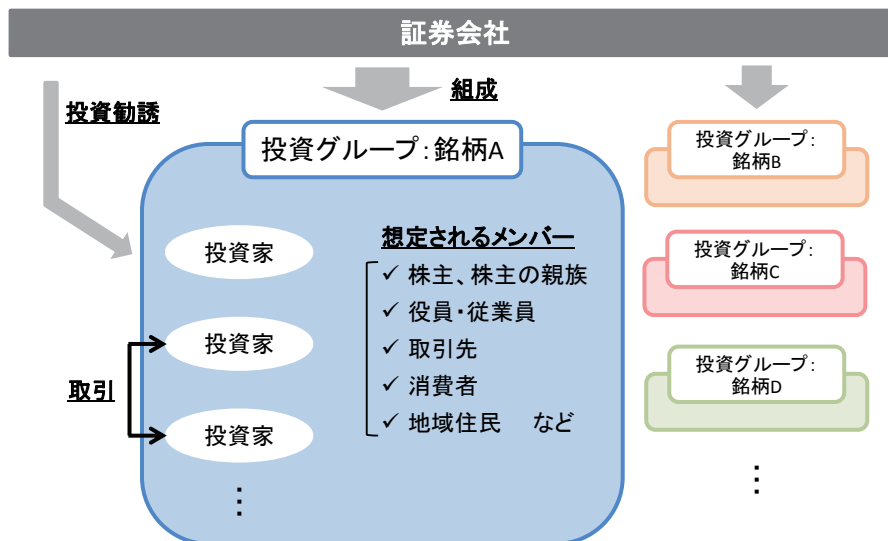 証券会社
投資勧誘
組成
投資グループ：銘柄A
投資家
投資家
投資家
⋮
取引
想定されるメンバー
✓ 株主、株主の親族
✓ 役員・従業員
✓ 取引先
✓ 消費者
✓ 地域住民　など
投資グループ：
銘柄B
投資グループ：
銘柄C
投資グループ：
銘柄D
⋮